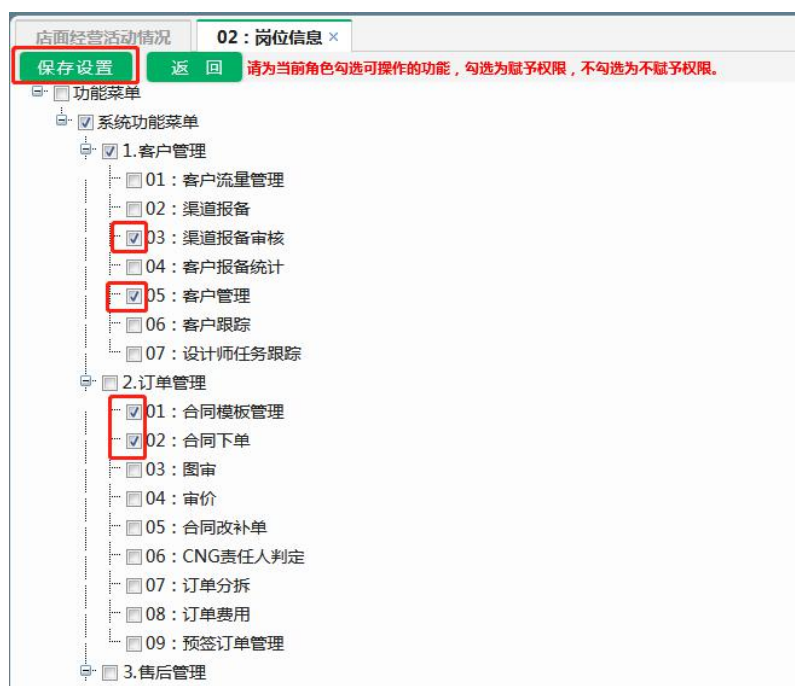 店面经营活动情况 02：岗位信息 ×
保存设置 返 回 请为当前角色勾选可操作的功能，勾选为赋予权限，不勾选为不赋予权限。
功能菜单
系统功能菜单
1.客户管理
01：客户流量管理
02：渠道报备
03：渠道报备审核
04：客户报备统计
05：客户管理
06：客户跟踪
07：设计师任务跟踪
2.订单管理
01：合同模板管理
02：合同下单
03：图审
04：审价
05：合同改补单
06：CNG责任人判定
07：订单分拆
08：订单费用
09：预签订单管理
3.售后管理